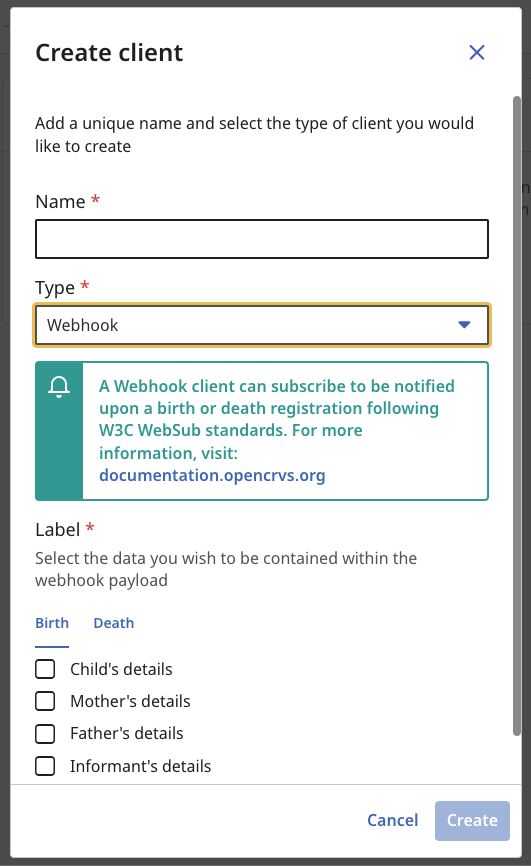 Create client
Add a unique name and select the type of client you would
like to create
Name *
Type *
Webhook
A Webhook client can subscribe to be notified
upon a birth or death registration following
W3C WebSub standards. For more
information, visit:
documentation.opencrvs.org
Label *
Select the data you wish to be contained within the
webhook payload
Birth Death
Child's details
Mother's details
Father's details
Informant's details
Cancel Create